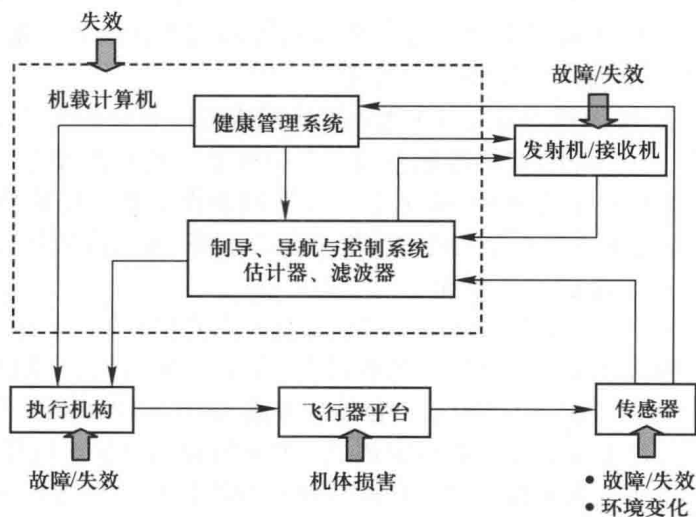 失效
机载计算机
故障/失效
健康管理系统
发射机/接收机
制导、导航与控制系统
估计器、滤波器
执行机构
飞行器平台
传感器
故障/失效
机体损害
• 故障/失效
• 环境变化